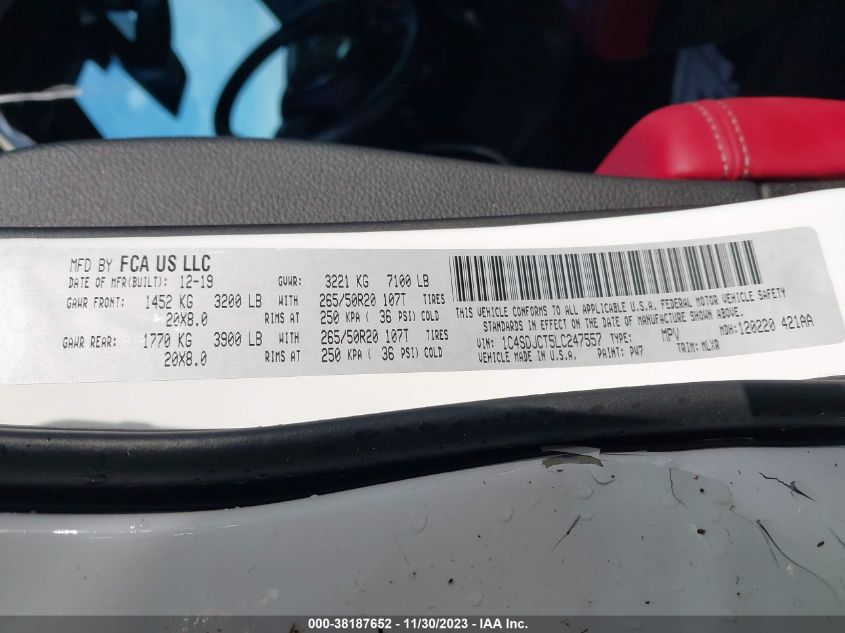 MFD BY FCA US LLC
DATE OF MFR(BUILT): 12-19 GVWR: 3221 KG 7100 LB
GAWR FRONT: 1452 KG 3200 LB WITH 265/50R20 107T TIRES
20X8.0 RIMS AT 250 KPA ( 36 PSI) COLD
GAWR REAR: 1770 KG 3900 LB WITH 265/50R20 107T TIRES
20X8.0 RIMS AT 250 KPA ( 36 PSI) COLD
THIS VEHICLE CONFORMS TO ALL APPLICABLE U.S.A. FEDERAL MOTOR VEHICLE SAFETY
STANDARDS IN EFFECT ON THE DATE OF MANUFACTURE SHOWN ABOVE.
VIN: 1C4SDJCT5LC247557 TYPE: MPV MDH: 120220 421AA
VEHICLE MADE IN U.S.A. PAINT: PW7 TRIM: MLXR
000-38187652 - 11/30/2023 - IAA Inc.